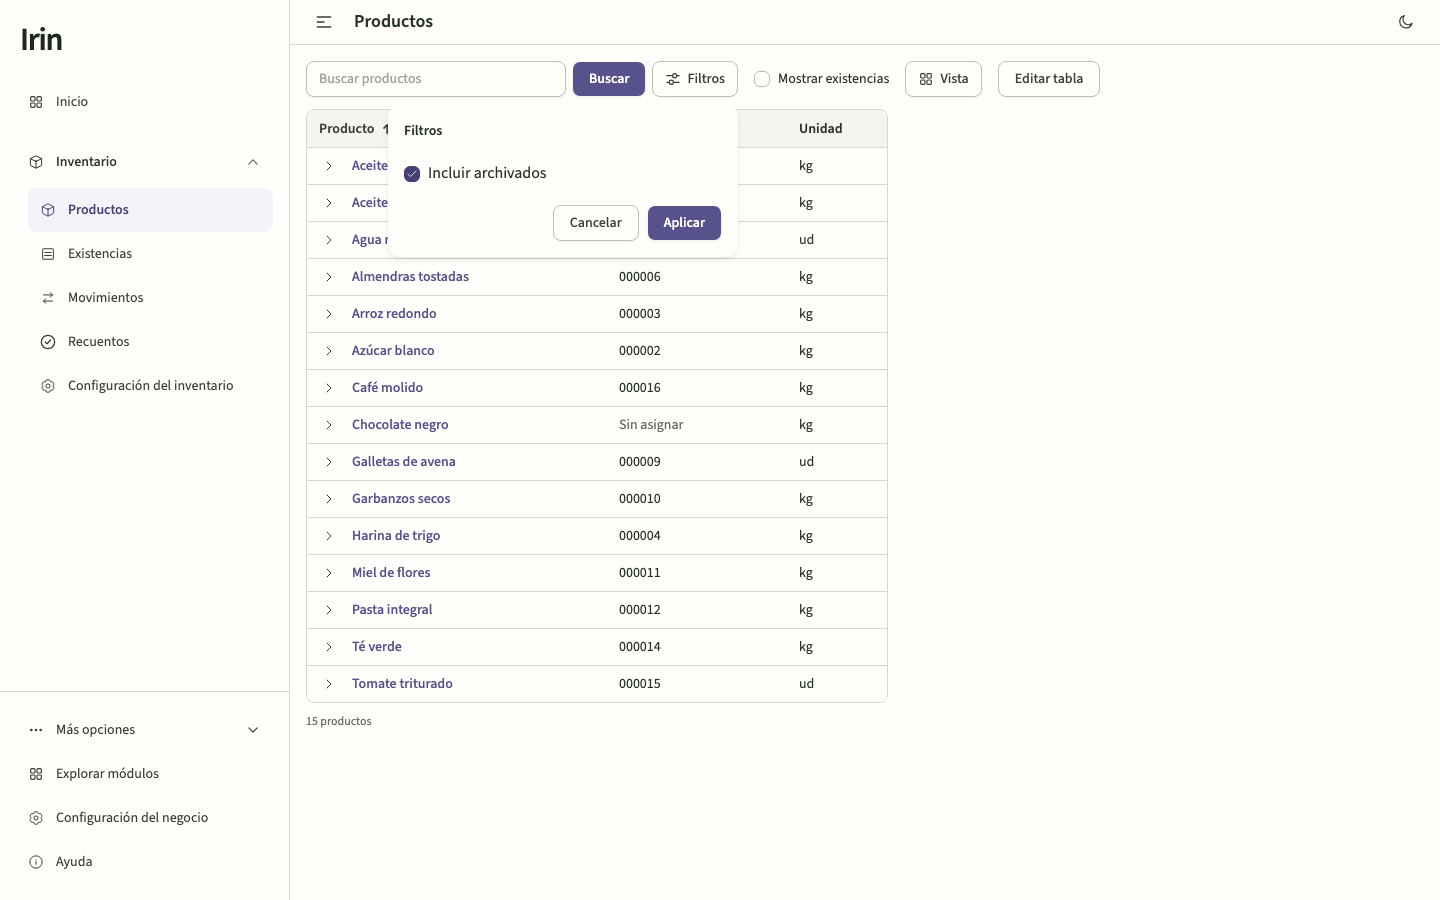 Irin
Inicio
Inventario
Productos
Existencias
Movimientos
Recuentos
Configuración del inventario
Más opciones
Explorar módulos
Configuración del negocio
Ayuda
Productos
Buscar productos Buscar Filtros Mostrar existencias Vista Editar tabla
Producto Unidad
Filtros
Incluir archivados
Cancelar Aplicar
Aceite kg
Aceite kg
Agua ud
Almendras tostadas 000006 kg
Arroz redondo 000003 kg
Azúcar blanco 000002 kg
Café molido 000016 kg
Chocolate negro Sin asignar kg
Galletas de avena 000009 ud
Garbanzos secos 000010 kg
Harina de trigo 000004 kg
Miel de flores 000011 kg
Pasta integral 000012 kg
Té verde 000014 kg
Tomate triturado 000015 ud
15 productos